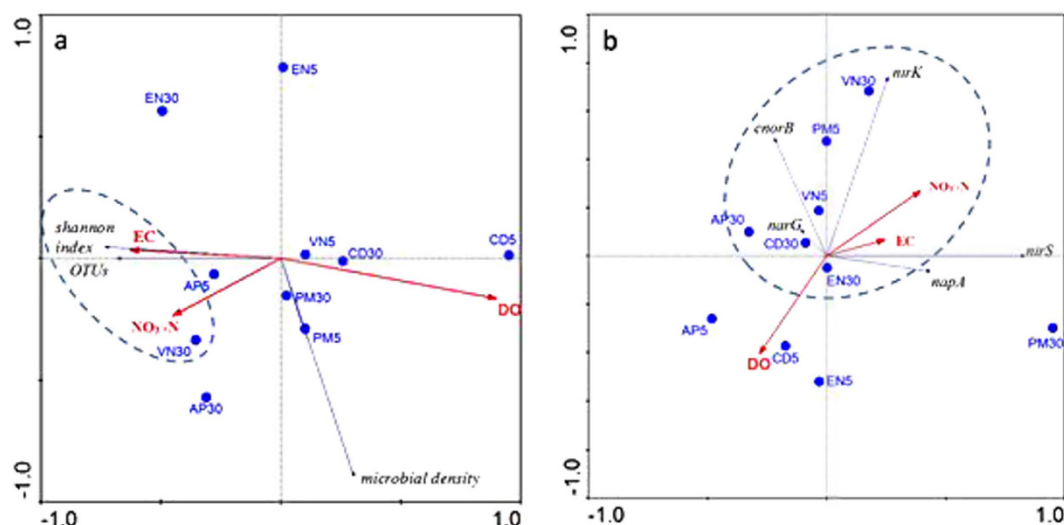 a
1.0
EN5
EN30
shannon
index
EC
OTUs
VN5
CD30
CD5
AP5
PM30
DO
NO₃-N
PM5
VN30
AP30
microbial density
-1.0
-1.0
1.0
b
1.0
VN30
nirK
cnorB
PM5
NO₃-N
VN5
AP30
narG
EC
CD30
nirS
EN30
napA
AP5
PM30
DO
CD5
EN5
-1.0
-1.0
1.0